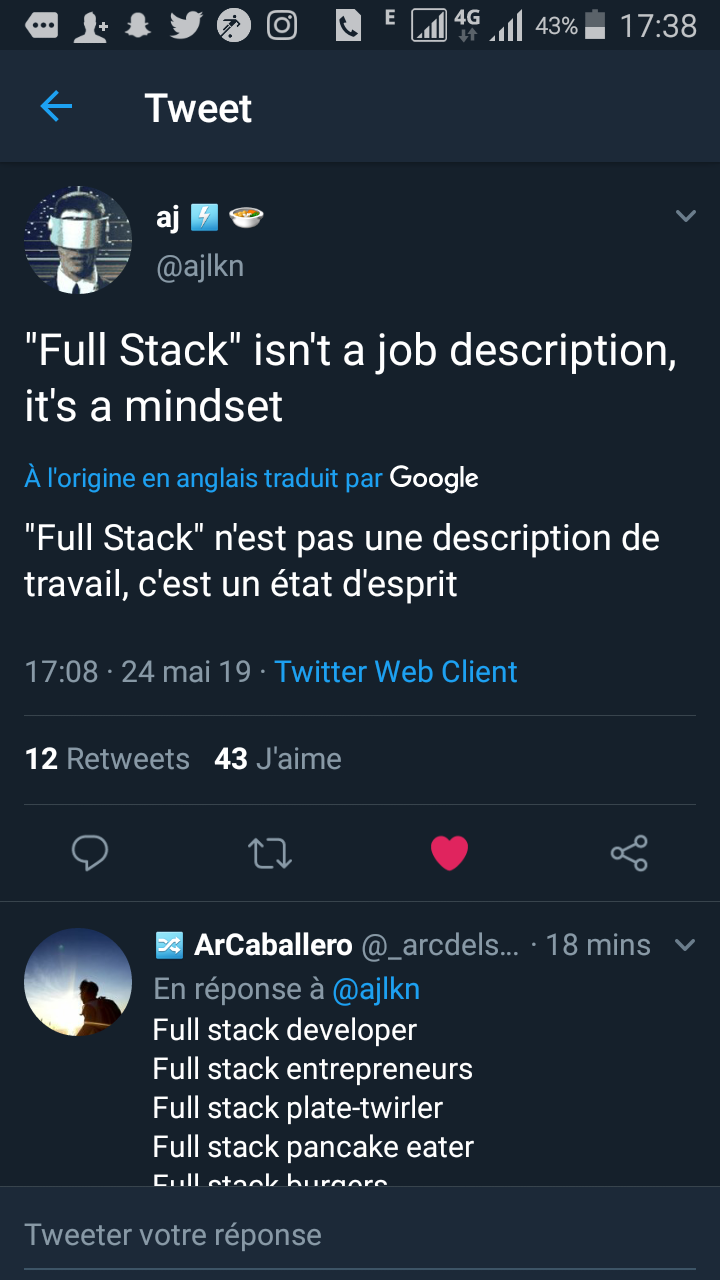 E 4G 43% 17:38
Tweet
aj
@ajlkn
"Full Stack" isn't a job description,
it's a mindset
À l'origine en anglais traduit par Google
"Full Stack" n'est pas une description de
travail, c'est un état d'esprit
17:08 · 24 mai 19 · Twitter Web Client
12 Retweets 43 J'aime
ArCaballero @_arcdels... · 18 mins
En réponse à @ajlkn
Full stack developer
Full stack entrepreneurs
Full stack plate-twirler
Full stack pancake eater
Full stack burgers
Tweeter votre réponse